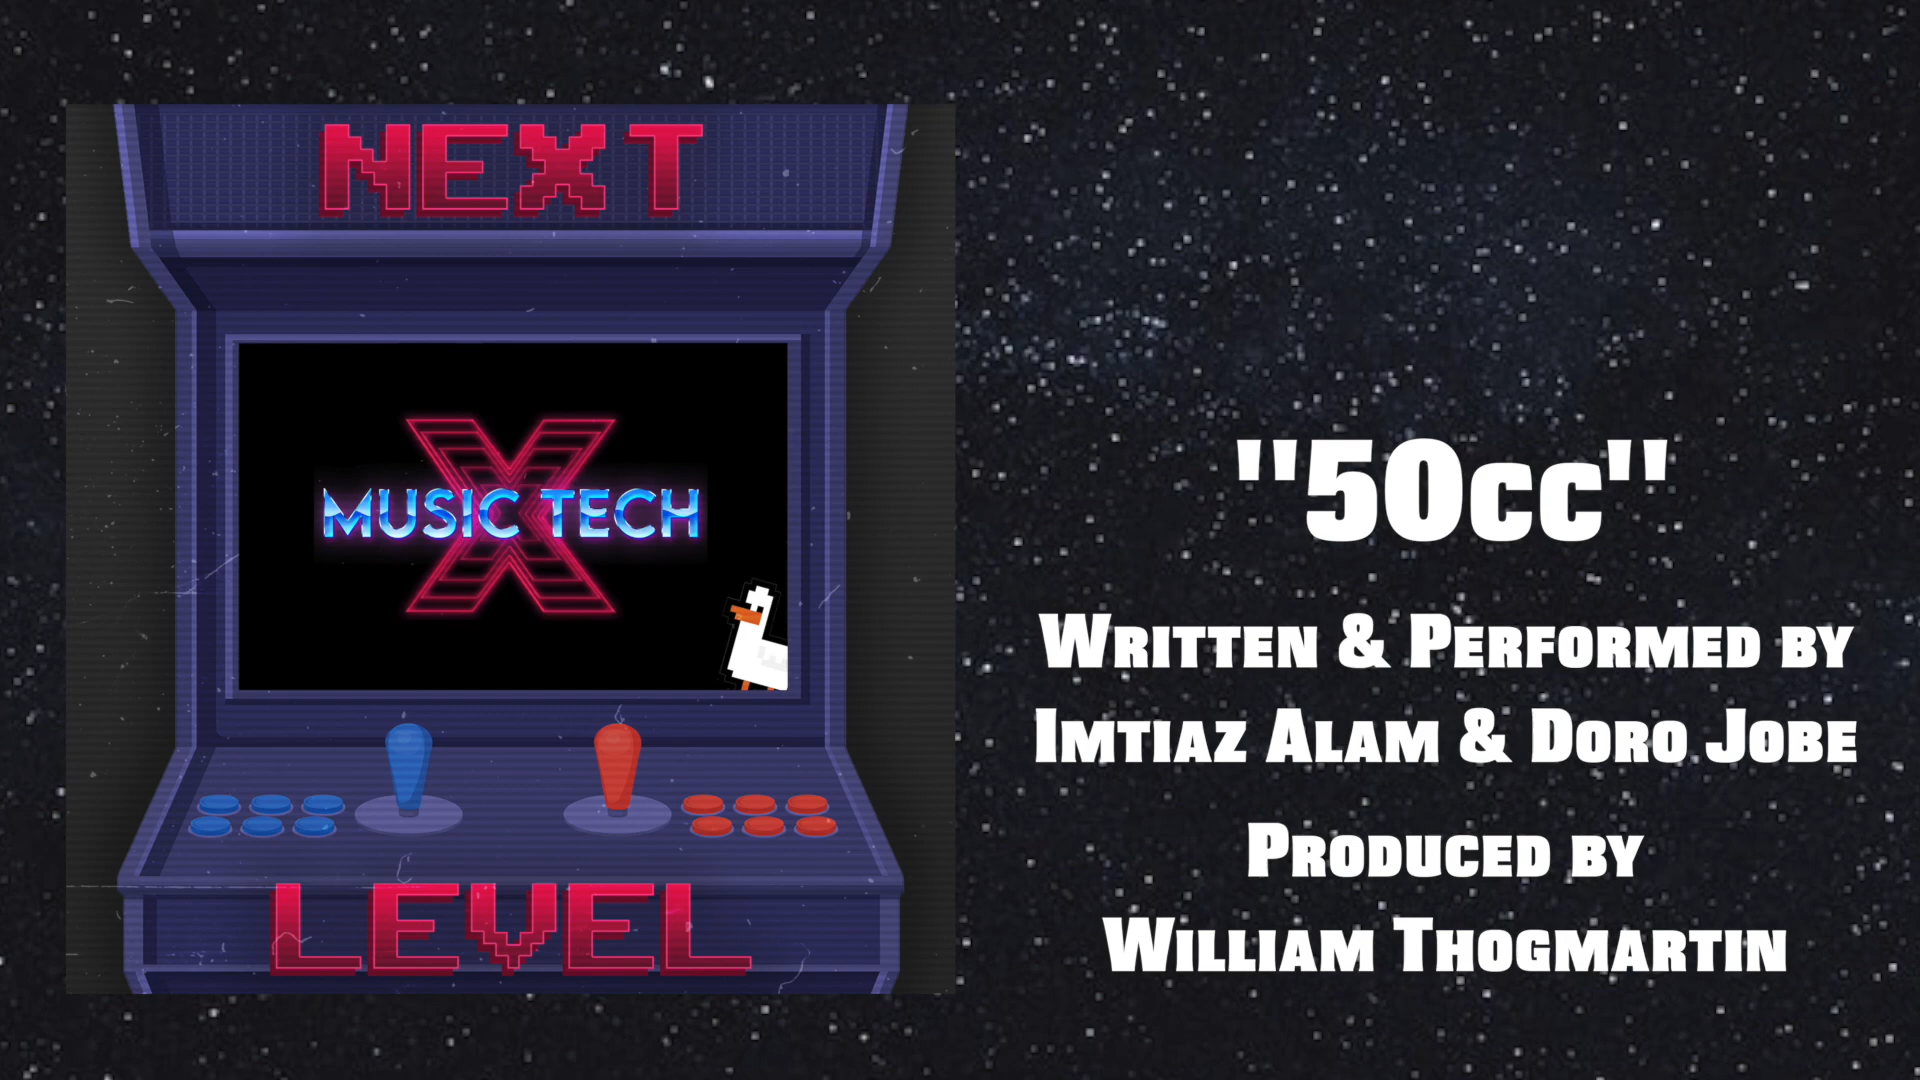 NEXT
X
MUSIC TECH
LEVEL
"50cc"
Written & Performed by
Imtiaz Alam & Doro Jobe
Produced by
William Thogmartin